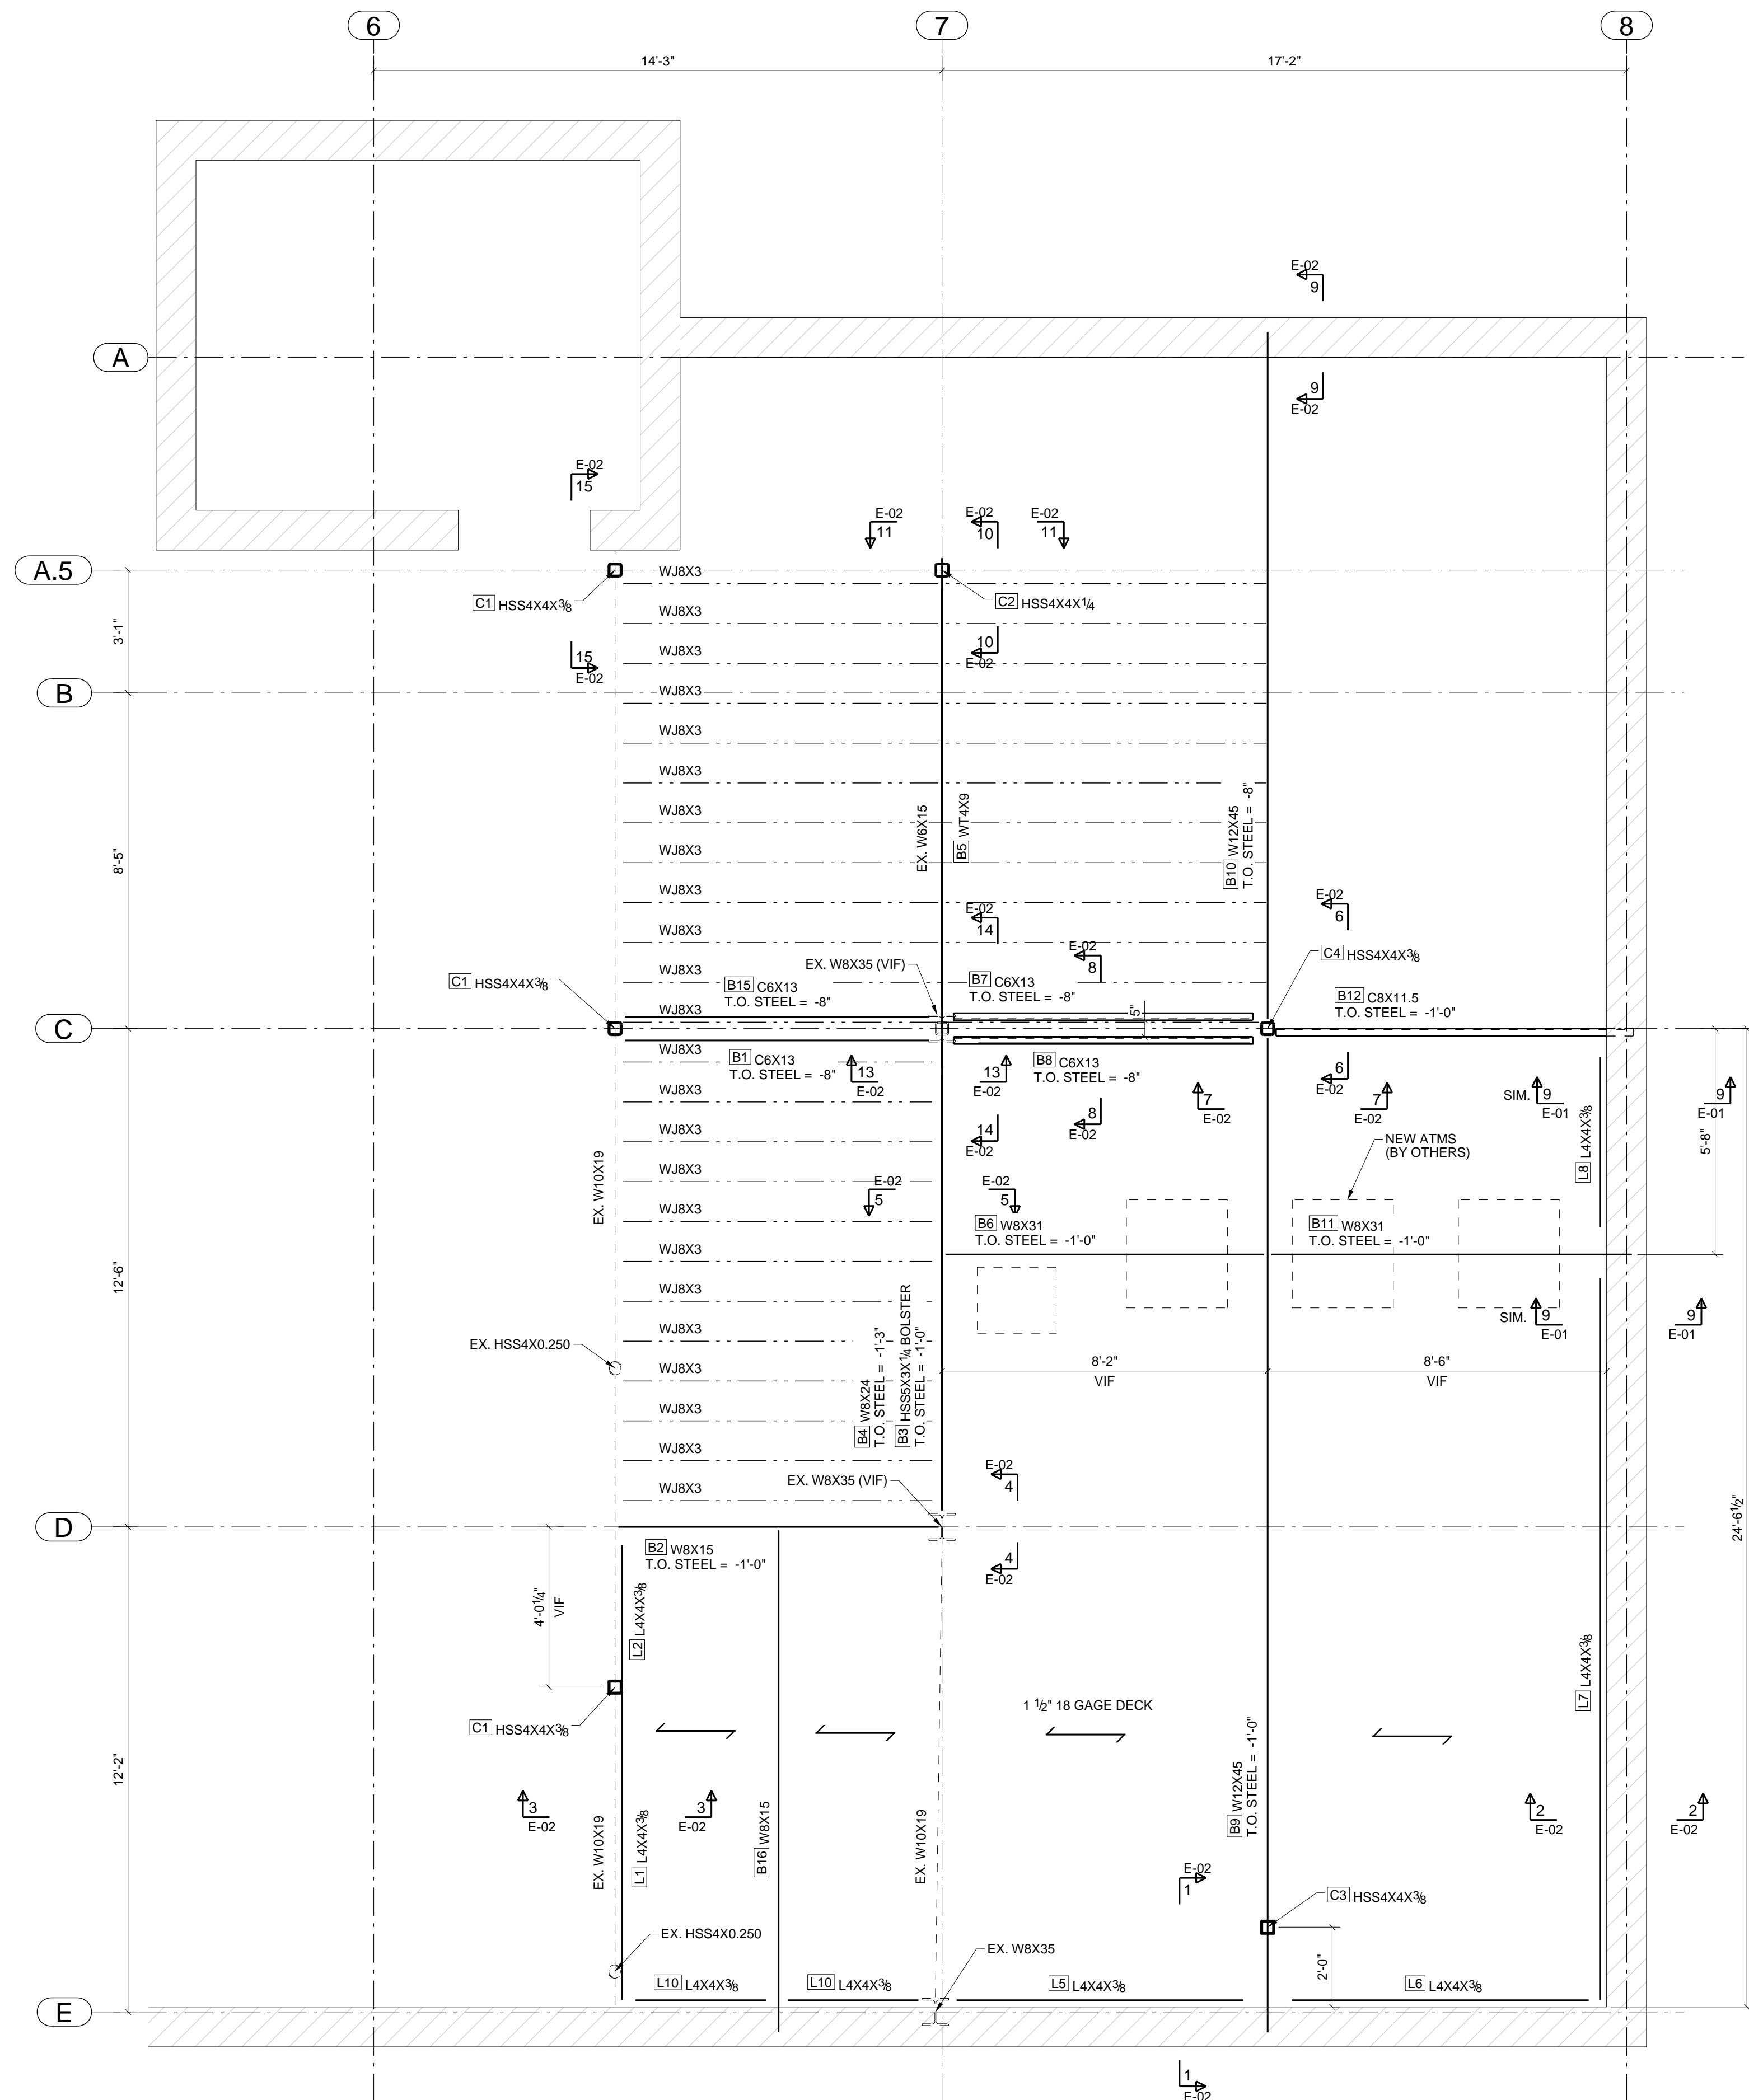 6
7
8
14'-3"
17'-2"
E-02
9
A
9
E-02
E-02
15
E-02
11
E-02
10
E-02
11
A.5
WJ8X3
C1 HSS4X4X3/8
C2 HSS4X4X1/4
WJ8X3
3'-1"
10
E-02
WJ8X3
15
E-02
B
WJ8X3
WJ8X3
WJ8X3
WJ8X3
EX. W6X15
B5 WT4X9
B10 W12X45
T.O. STEEL = -8"
8'-5"
WJ8X3
WJ8X3
E-02
14
E-02
6
WJ8X3
E-02
8
C4 HSS4X4X3/8
EX. W8X35 (VIF)
WJ8X3
C1 HSS4X4X3/8
B15 C6X13
T.O. STEEL = -8"
B7 C6X13
T.O. STEEL = -8"
B12 C8X11.5
T.O. STEEL = -1'-0"
WJ8X3
5"
C
WJ8X3
B1 C6X13
T.O. STEEL = -8"
13
E-02
13
E-02
B8 C6X13
T.O. STEEL = -8"
6
E-02
WJ8X3
7
E-02
7
E-02
SIM.
9
E-01
9
E-01
8
E-02
14
E-02
WJ8X3
NEW ATMS
(BY OTHERS)
L8 L4X4X3/8
5'-8"
WJ8X3
EX. W10X19
E-02
5
E-02
5
WJ8X3
B6 W8X31
T.O. STEEL = -1'-0"
B11 W8X31
T.O. STEEL = -1'-0"
WJ8X3
12'-6"
WJ8X3
SIM.
9
E-01
9
E-01
WJ8X3
EX. HSS4X0.250
WJ8X3
8'-2"
VIF
8'-6"
VIF
B4 W8X24
T.O. STEEL = -1'-3"
B3 HSS5X3X1/4 BOLSTER
T.O. STEEL = -1'-0"
WJ8X3
WJ8X3
E-02
4
WJ8X3
EX. W8X35 (VIF)
24'-6 1/2"
D
B2 W8X15
T.O. STEEL = -1'-0"
4
E-02
4'-0 1/4"
VIF
L2 L4X4X3/8
L7 L4X4X3/8
1 1/2" 18 GAGE DECK
C1 HSS4X4X3/8
12'-2"
B9 W12X45
T.O. STEEL = -1'-0"
3
E-02
3
E-02
2
E-02
2
E-02
EX. W10X19
L1 L4X4X3/8
B16 W8X15
EX. W10X19
E-02
1
C3 HSS4X4X3/8
EX. HSS4X0.250
EX. W8X35
2'-0"
L10 L4X4X3/8
L10 L4X4X3/8
L5 L4X4X3/8
L6 L4X4X3/8
E
1
E-02